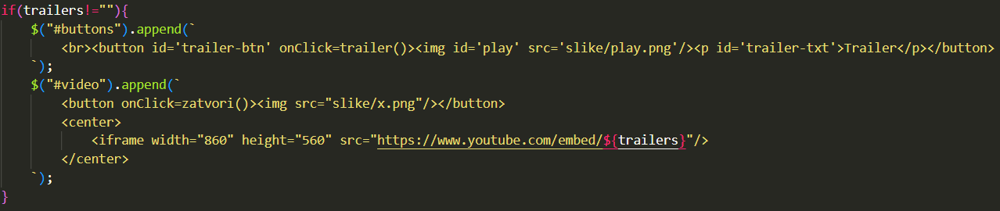 if(trailers!=""){
    $("#buttons").append(`
        <br><button id='trailer-btn' onClick=trailer()><img id='play' src='slike/play.png'/><p id='trailer-txt'>Trailer</p></button>
    `);
    $("#video").append(`
        <button onClick=zatvori()><img src="slike/x.png"/></button>
        <center>
            <iframe width="860" height="560" src="https://www.youtube.com/embed/${trailers}"/>
        </center>
    `);
}